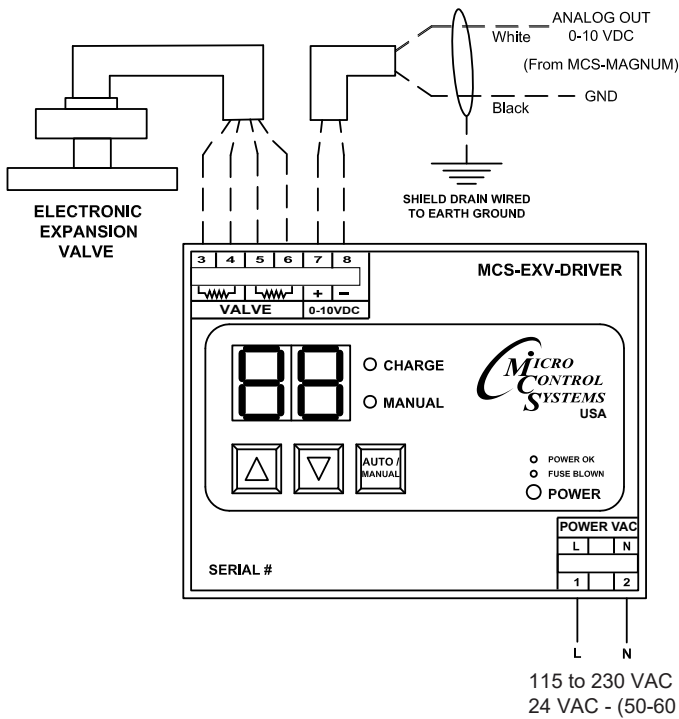 ANALOG OUT
0-10 VDC
White
(From MCS-MAGNUM)
GND
Black
SHIELD DRAIN WIRED
TO EARTH GROUND
ELECTRONIC
EXPANSION
VALVE
3 4 5 6 7 8
MCS-EXV-DRIVER
+ −
VALVE 0-10VDC
88
CHARGE
MANUAL
MICRO
CONTROL
SYSTEMS
USA
AUTO /
MANUAL
POWER OK
FUSE BLOWN
POWER
POWER VAC
L N
SERIAL #
1 2
L N
115 to 230 VAC
24 VAC - (50-60